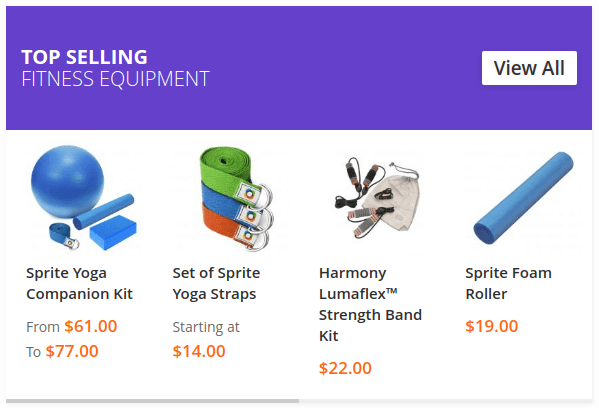 TOP SELLING
FITNESS EQUIPMENT
View All
Sprite Yoga
Companion Kit
From $61.00
To $77.00
Set of Sprite
Yoga Straps
Starting at
$14.00
Harmony
Lumaflex™
Strength Band
Kit
$22.00
Sprite Foam
Roller
$19.00